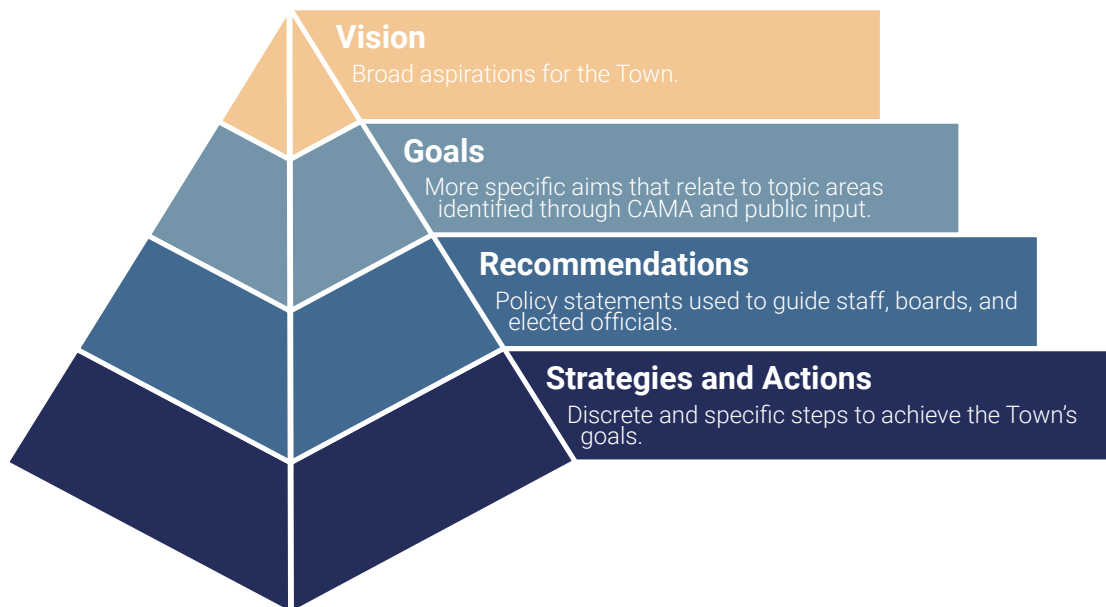 Vision
Broad aspirations for the Town.
Goals
More specific aims that relate to topic areas
identified through CAMA and public input.
Recommendations
Policy statements used to guide staff, boards, and
elected officials.
Strategies and Actions
Discrete and specific steps to achieve the Town's
goals.